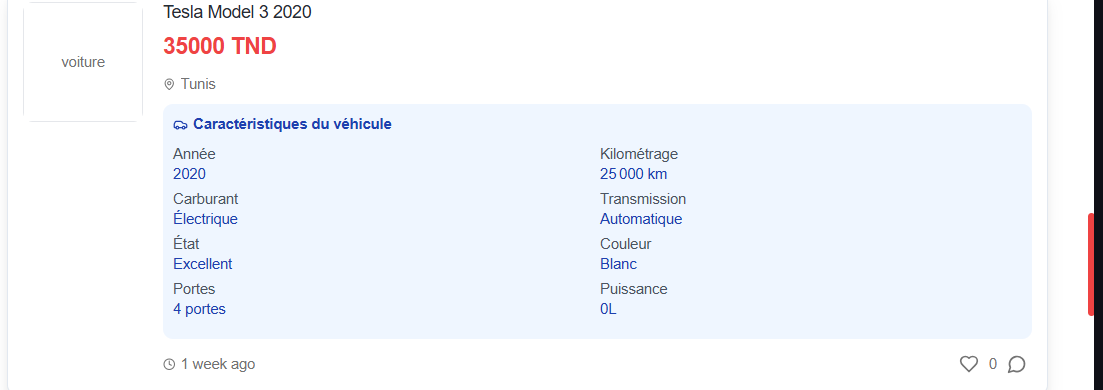 Tesla Model 3 2020
voiture
35000 TND
Tunis
Caractéristiques du véhicule
Année
2020
Kilométrage
25 000 km
Carburant
Électrique
Transmission
Automatique
État
Excellent
Couleur
Blanc
Portes
4 portes
Puissance
0L
1 week ago
0